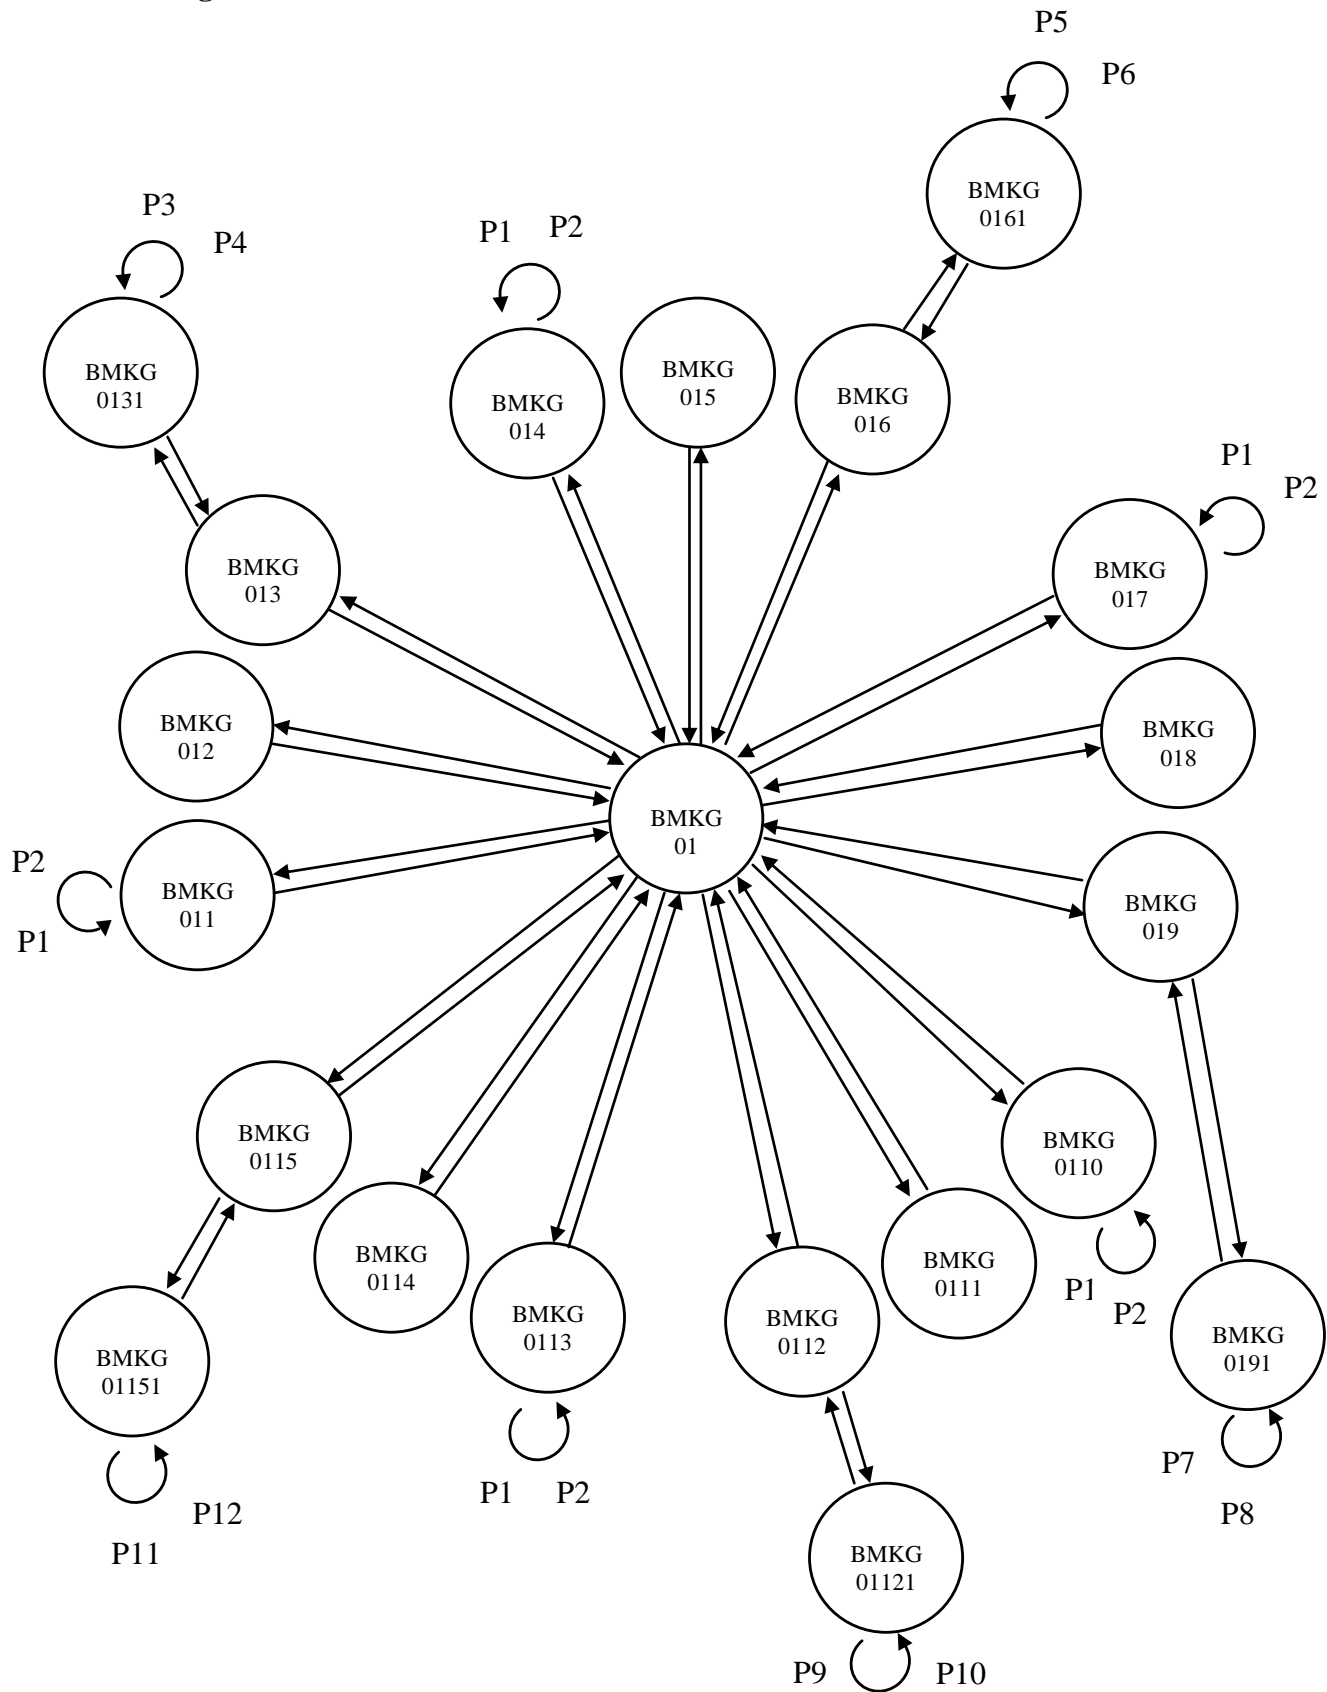 P5
P6
BMKG
0161
P3
P4
P1
P2
BMKG
0131
BMKG
014
BMKG
015
BMKG
016
P1
P2
BMKG
013
BMKG
017
BMKG
012
BMKG
018
BMKG
01
P2
P1
BMKG
011
BMKG
019
BMKG
0115
BMKG
0110
P1
P2
BMKG
0114
BMKG
0113
BMKG
0112
BMKG
0111
BMKG
01151
BMKG
0191
P7
P8
P1
P2
P12
P11
BMKG
01121
P9
P10